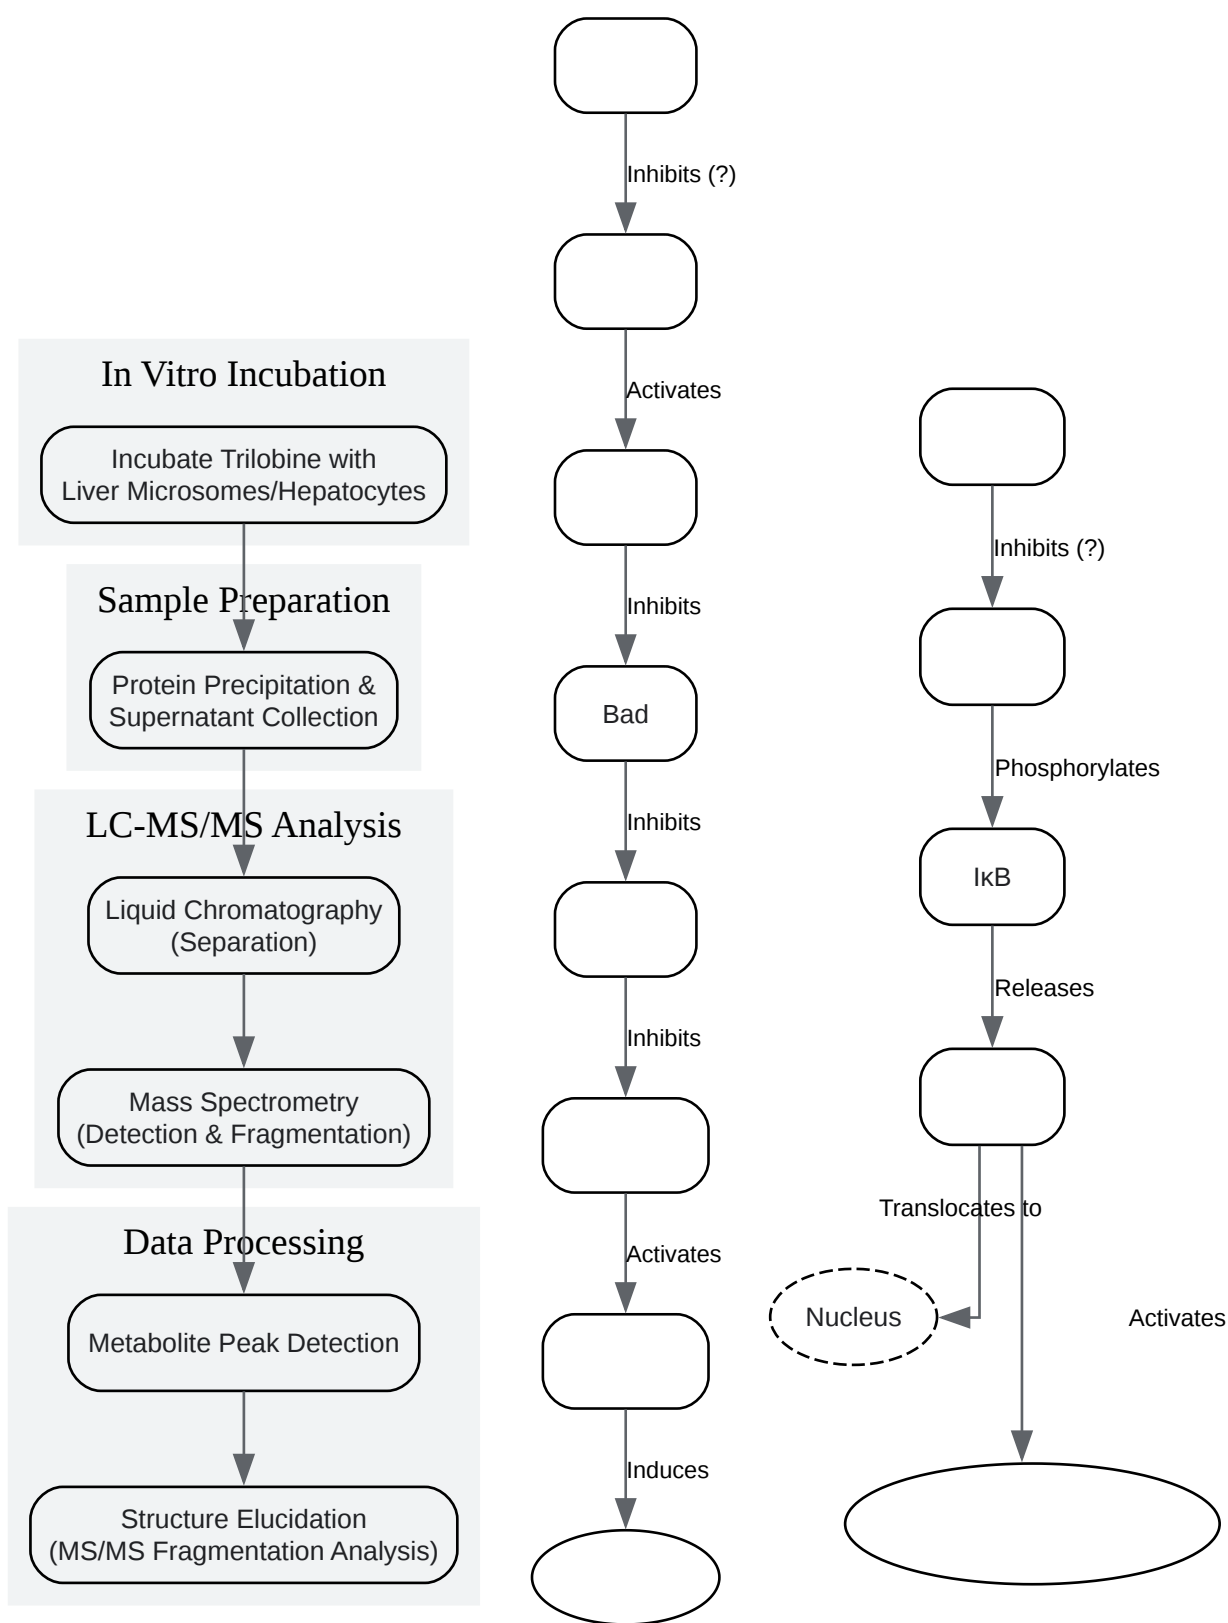 In Vitro Incubation
Incubate Trilobine with
Liver Microsomes/Hepatocytes
Sample Preparation
Protein Precipitation &
Supernatant Collection
LC-MS/MS Analysis
Liquid Chromatography
(Separation)
Mass Spectrometry
(Detection & Fragmentation)
Data Processing
Metabolite Peak Detection
Structure Elucidation
(MS/MS Fragmentation Analysis)
Inhibits (?)
Activates
Inhibits
Bad
Inhibits
Inhibits
Activates
Induces
Inhibits (?)
Phosphorylates
IκB
Releases
Translocates to
Nucleus
Activates